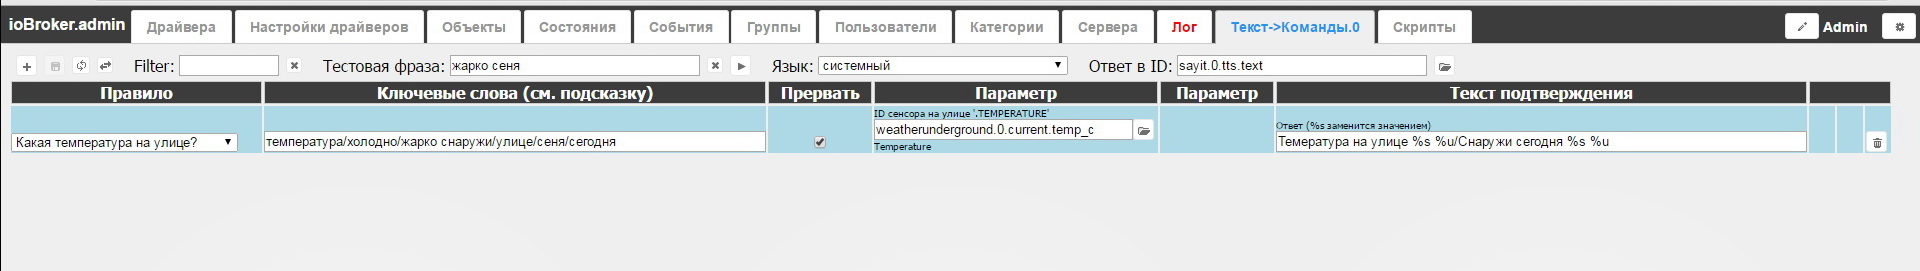 ioBroker.admin Драйвера Настройки драйверов Объекты Состояния События Группы Пользователи Категории Сервера Лог Текст->Команды.0 Скрипты Admin
Filter: Тестовая фраза: жарко сеня Язык: системный Ответ в ID: sayit.0.tts.text
Правило Ключевые слова (см. подсказку) Прервать Параметр Параметр Текст подтверждения
ID сенсора на улице '.TEMPERATURE'
Ответ (%s заменится значением)
Какая температура на улице? температура/холодно/жарко снаружи/улице/сеня/сегодня weatherunderground.0.current.temp_c Темература на улице %s %u/Снаружи сегодня %s %u
Temperature